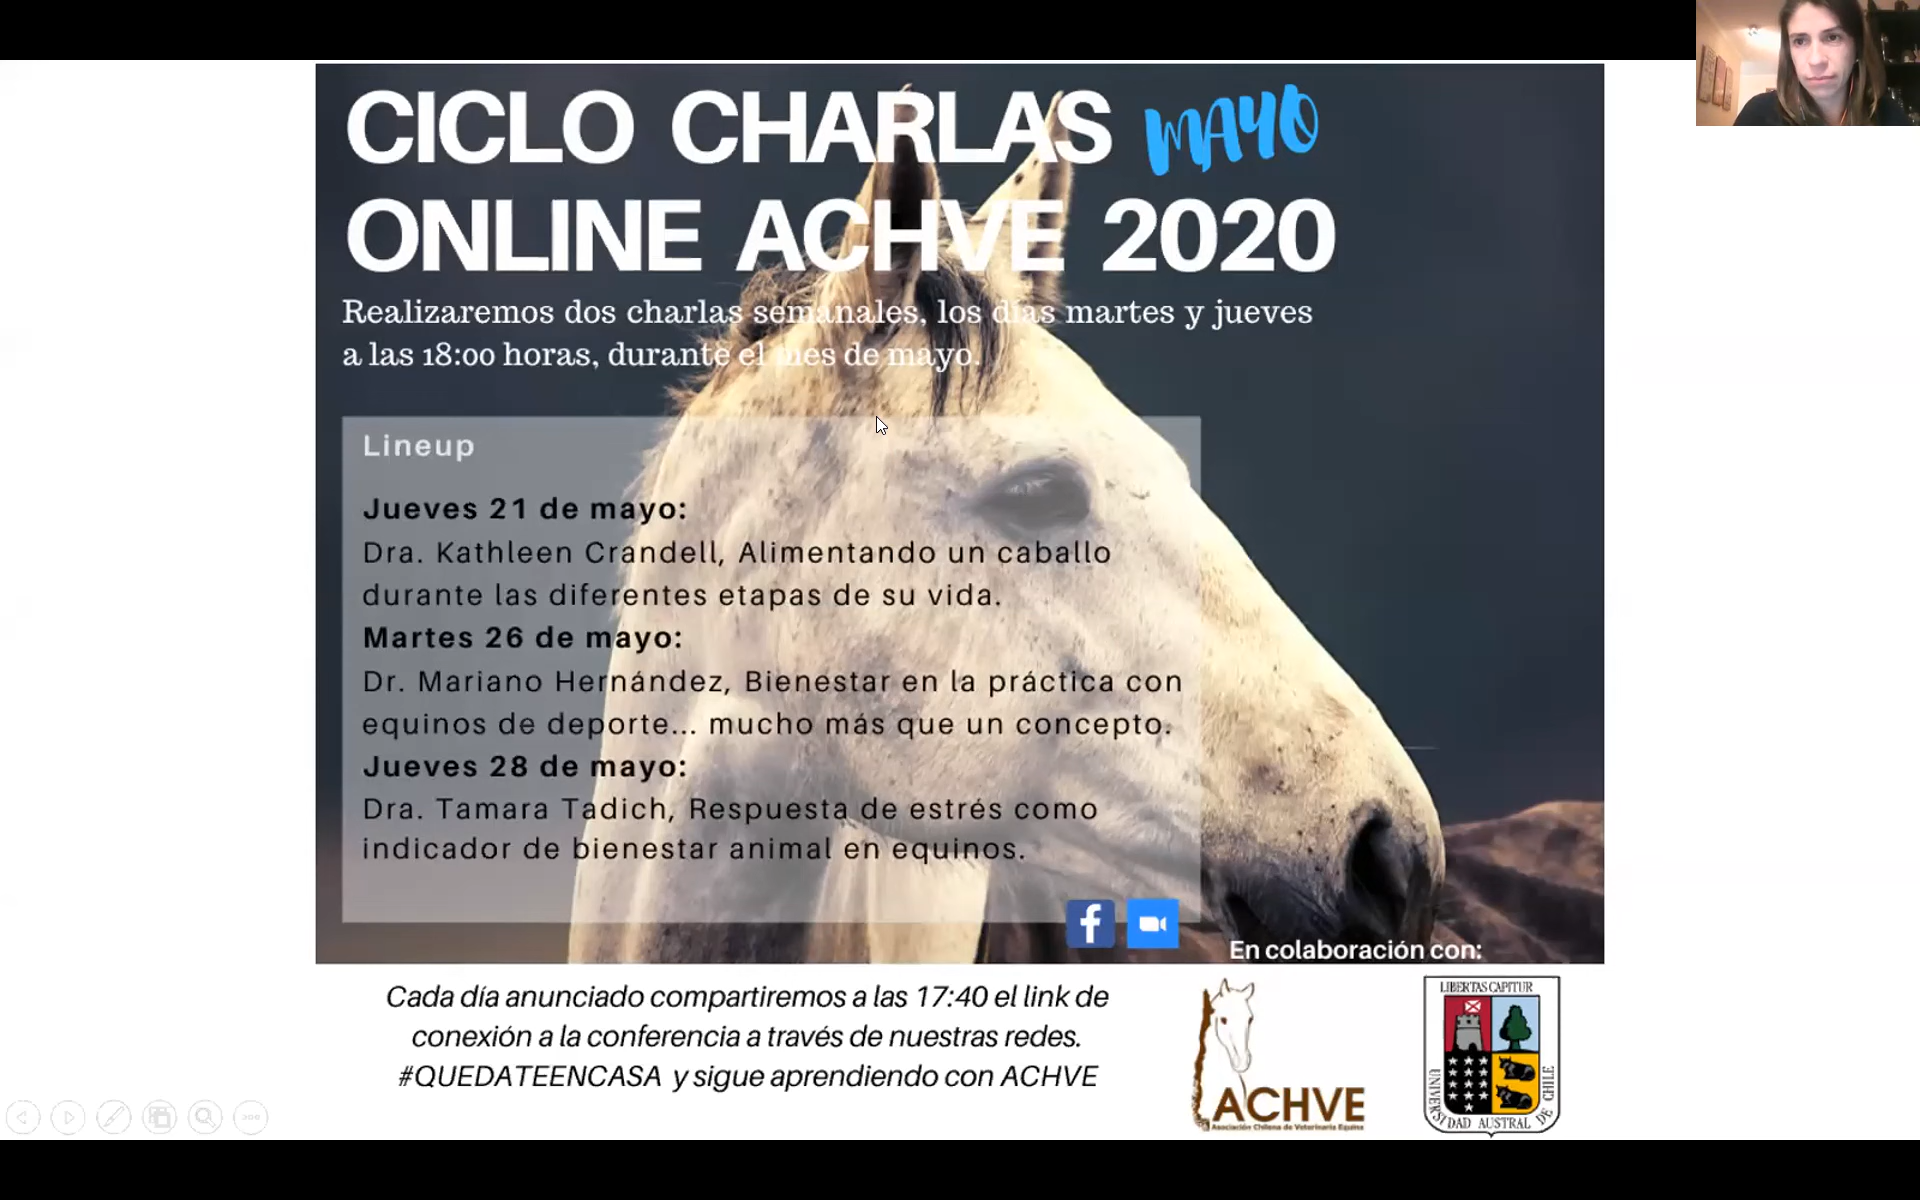 CICLO CHARLAS MAYO
ONLINE ACHVE 2020
Realizaremos dos charlas semanales, los días martes y jueves
a las 18:00 horas, durante el mes de mayo.
Lineup
Jueves 21 de mayo:
Dra. Kathleen Crandell, Alimentando un caballo
durante las diferentes etapas de su vida.
Martes 26 de mayo:
Dr. Mariano Hernández, Bienestar en la práctica con
equinos de deporte... mucho más que un concepto.
Jueves 28 de mayo:
Dra. Tamara Tadich, Respuesta de estrés como
indicador de bienestar animal en equinos.
En colaboración con:
Cada día anunciado compartiremos a las 17:40 el link de
conexión a la conferencia a través de nuestras redes.
#QUEDATEENCASA y sigue aprendiendo con ACHVE
ACHVE
Asociación Chilena de Veterinaria Equina
LIBERTAS CAPITUR
UNIVERSIDAD AUSTRAL DE CHILE